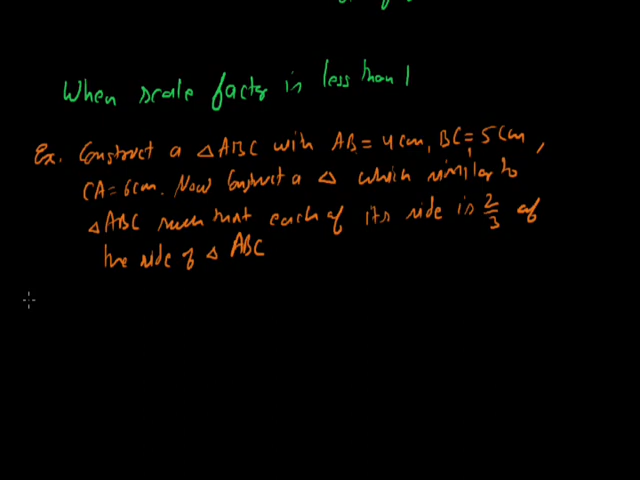 When scale factor is less than 1
Ex. Construct a △ABC with AB = 4cm, BC = 5cm,
CA = 6cm. Now Construct a △ which similar to
△ABC such that each of its side is 2/3 of
the side of △ ABC